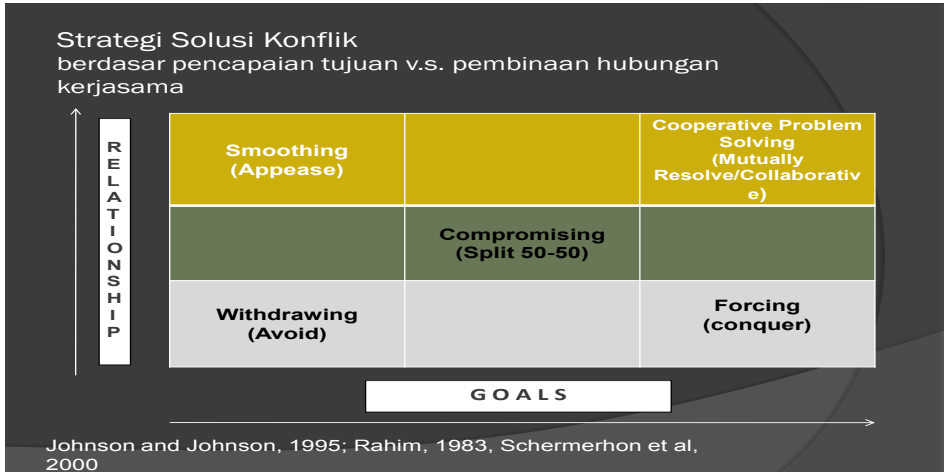 Strategi Solusi Konflik
berdasar pencapaian tujuan v.s. pembinaan hubungan
kerjasama
RELATIONSHIP
Smoothing
(Appease)
Cooperative Problem
Solving
(Mutually
Resolve/Collaborativ
e)
Compromising
(Split 50-50)
Withdrawing
(Avoid)
Forcing
(conquer)
GOALS
Johnson and Johnson, 1995; Rahim, 1983, Schermerhon et al,
2000